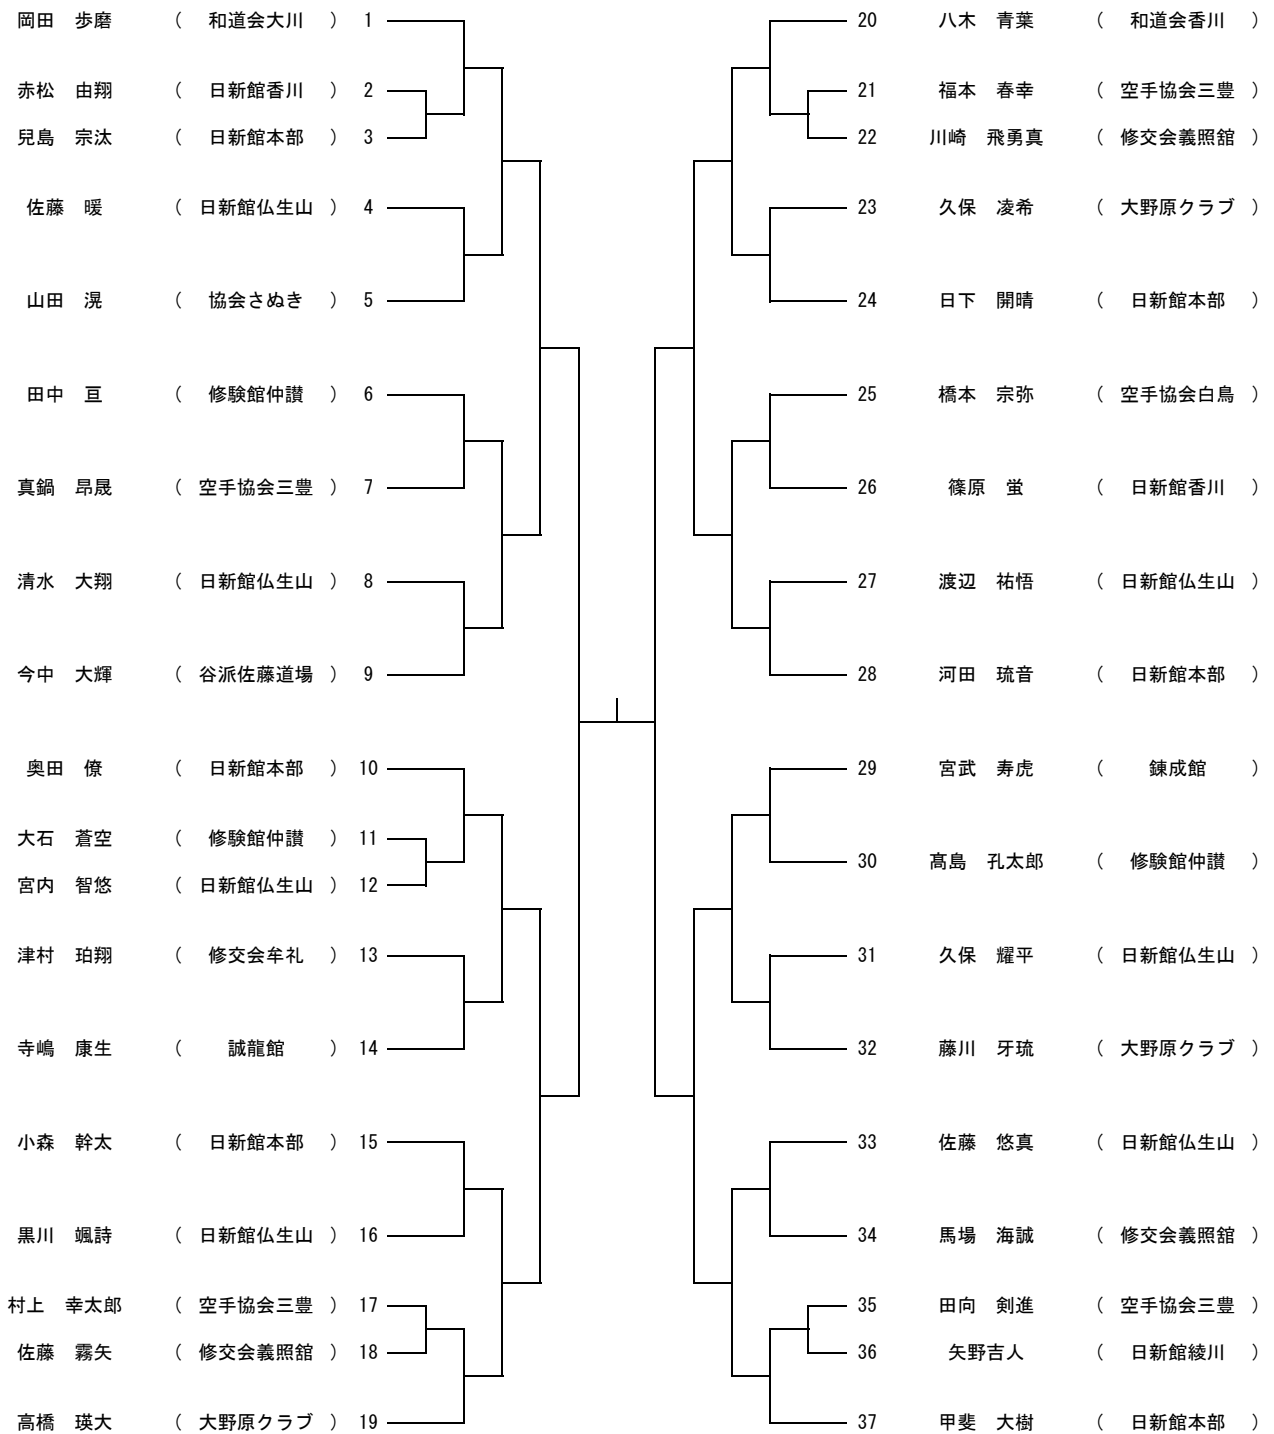 岡田　歩磨　（　和道会大川　）　1
赤松　由翔　（　日新館香川　）　2
兒島　宗汰　（　日新館本部　）　3
佐藤　暖　（　日新館仏生山　）　4
山田　滉　（　協会さぬき　）　5
田中　亘　（　修験館仲讃　）　6
真鍋　昂晟　（　空手協会三豊　）　7
清水　大翔　（　日新館仏生山　）　8
今中　大輝　（　谷派佐藤道場　）　9
奥田　僚　（　日新館本部　）　10
大石　蒼空　（　修験館仲讃　）　11
宮内　智悠　（　日新館仏生山　）　12
津村　珀翔　（　修交会牟礼　）　13
寺嶋　康生　（　誠龍館　）　14
小森　幹太　（　日新館本部　）　15
黒川　颯詩　（　日新館仏生山　）　16
村上　幸太郎　（　空手協会三豊　）　17
佐藤　霧矢　（　修交会義照舘　）　18
高橋　瑛大　（　大野原クラブ　）　19
20　八木　青葉　（　和道会香川　）
21　福本　春幸　（　空手協会三豊　）
22　川崎　飛勇真　（　修交会義照舘　）
23　久保　凌希　（　大野原クラブ　）
24　日下　開晴　（　日新館本部　）
25　橋本　宗弥　（　空手協会白鳥　）
26　篠原　蛍　（　日新館香川　）
27　渡辺　祐悟　（　日新館仏生山　）
28　河田　琉音　（　日新館本部　）
29　宮武　寿虎　（　錬成館　）
30　髙島　孔太郎　（　修験館仲讃　）
31　久保　耀平　（　日新館仏生山　）
32　藤川　牙琉　（　大野原クラブ　）
33　佐藤　悠真　（　日新館仏生山　）
34　馬場　海誠　（　修交会義照舘　）
35　田向　剣進　（　空手協会三豊　）
36　矢野吉人　（　日新館綾川　）
37　甲斐　大樹　（　日新館本部　）